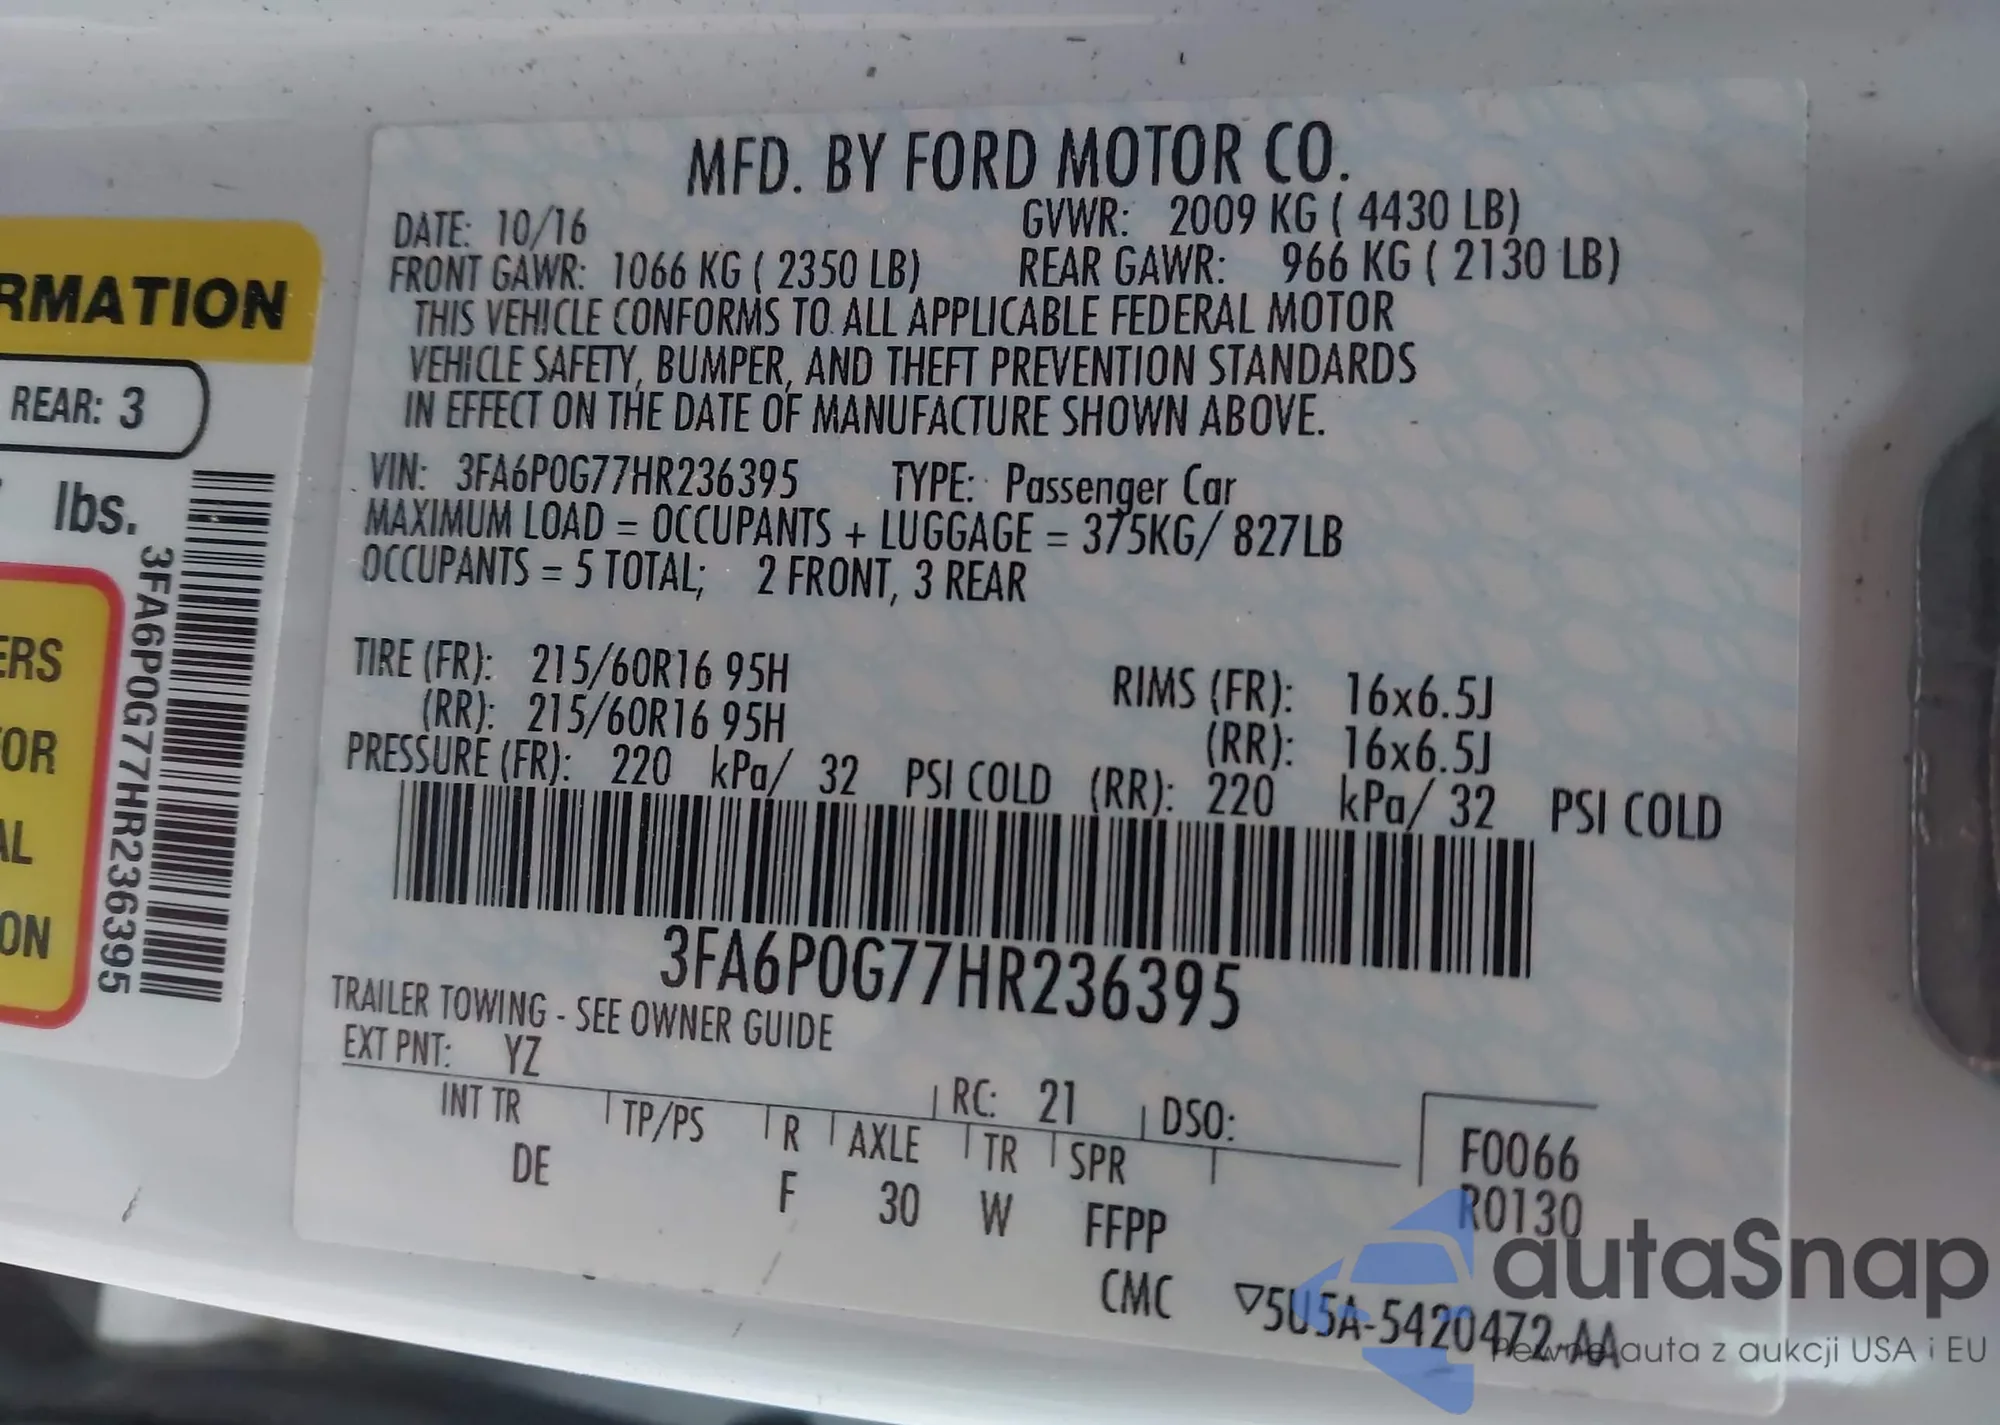 RMATION
REAR: 3
lbs.
3FA6P0G77HR236395
ERS
OR
AL
ON
MFD. BY FORD MOTOR CO.
DATE: 10/16 GVWR: 2009 KG ( 4430 LB)
FRONT GAWR: 1066 KG ( 2350 LB) REAR GAWR: 966 KG ( 2130 LB)
THIS VEHICLE CONFORMS TO ALL APPLICABLE FEDERAL MOTOR
VEHICLE SAFETY, BUMPER, AND THEFT PREVENTION STANDARDS
IN EFFECT ON THE DATE OF MANUFACTURE SHOWN ABOVE.
VIN: 3FA6P0G77HR236395 TYPE: Passenger Car
MAXIMUM LOAD = OCCUPANTS + LUGGAGE = 375KG/ 827LB
OCCUPANTS = 5 TOTAL; 2 FRONT, 3 REAR
TIRE (FR): 215/60R16 95H RIMS (FR): 16x6.5J
(RR): 215/60R16 95H (RR): 16x6.5J
PRESSURE (FR): 220 kPa/ 32 PSI COLD (RR): 220 kPa/ 32 PSI COLD
3FA6P0G77HR236395
TRAILER TOWING - SEE OWNER GUIDE
EXT PNT: YZ RC: 21 DSO:
INT TR TP/PS R AXLE TR SPR F0066
DE F 30 W FFPP R0130
CMC ▽5U5A-5420472-AA
autaSnap
Pewne auta z aukcji USA i EU